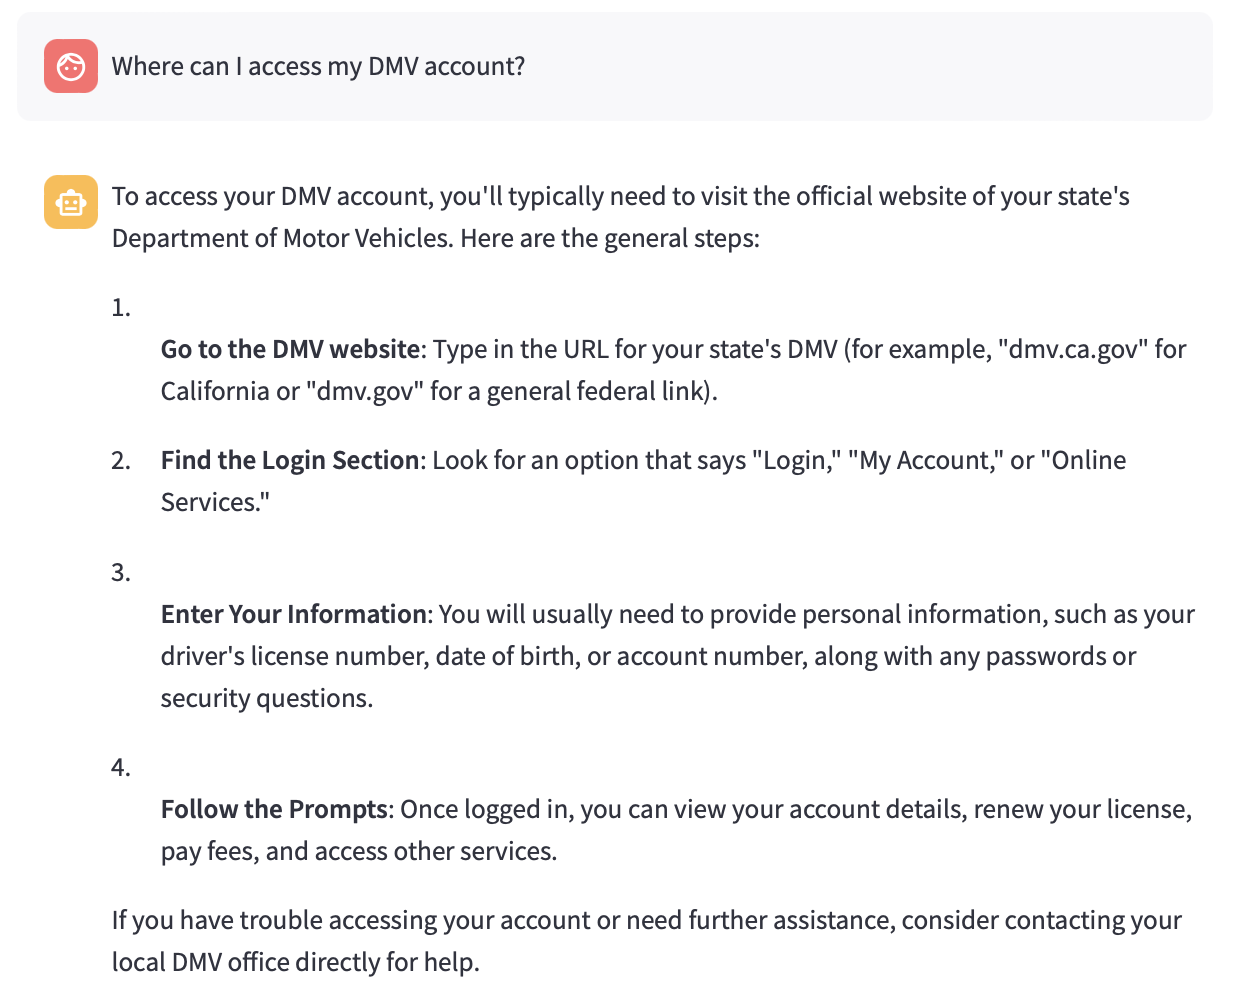 Where can I access my DMV account?
To access your DMV account, you'll typically need to visit the official website of your state's
Department of Motor Vehicles. Here are the general steps:
1.
Go to the DMV website: Type in the URL for your state's DMV (for example, "dmv.ca.gov" for
California or "dmv.gov" for a general federal link).
2. Find the Login Section: Look for an option that says "Login," "My Account," or "Online
Services."
3.
Enter Your Information: You will usually need to provide personal information, such as your
driver's license number, date of birth, or account number, along with any passwords or
security questions.
4.
Follow the Prompts: Once logged in, you can view your account details, renew your license,
pay fees, and access other services.
If you have trouble accessing your account or need further assistance, consider contacting your
local DMV office directly for help.